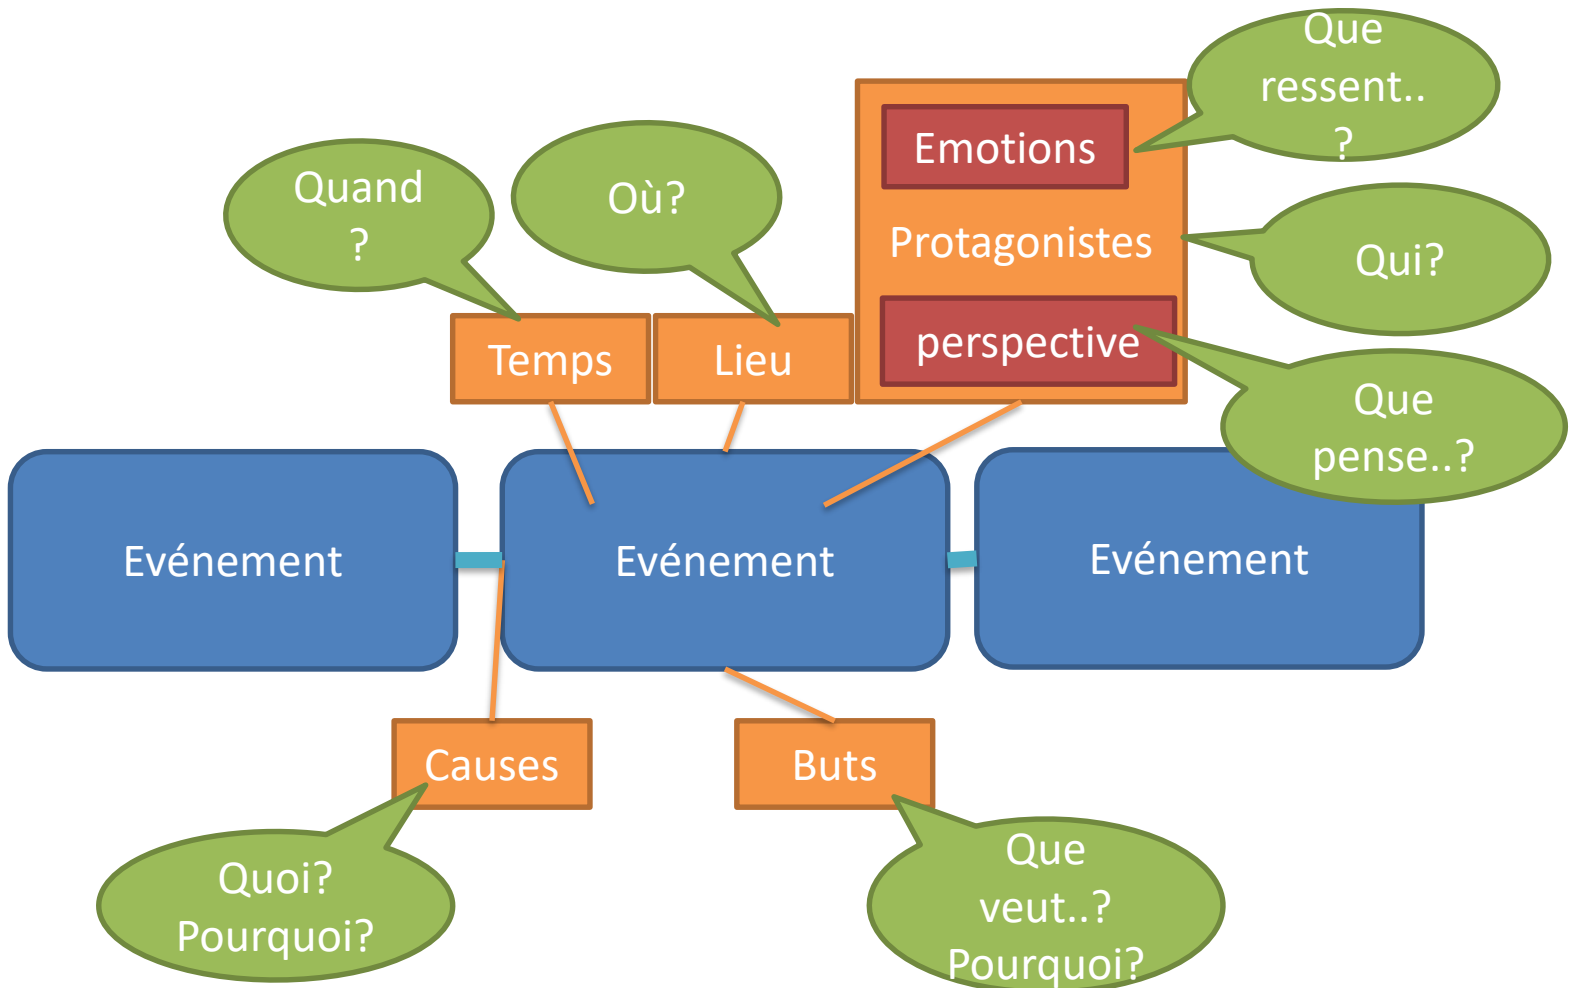 Que
ressent..
?
Emotions
Quand
?
Où?
Protagonistes
Qui?
Temps
Lieu
perspective
Que
pense..?
Evénement
Evénement
Evénement
Causes
Buts
Quoi?
Pourquoi?
Que
veut..?
Pourquoi?